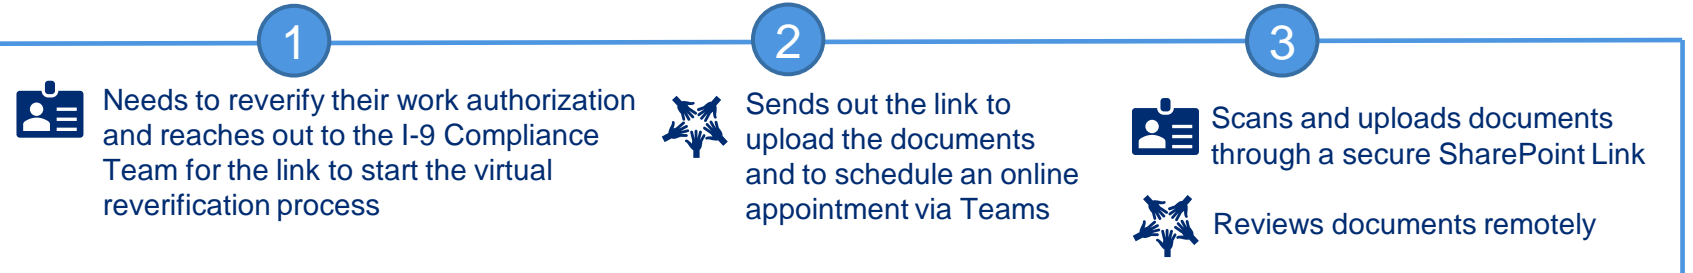 1
Needs to reverify their work authorization
and reaches out to the I-9 Compliance
Team for the link to start the virtual
reverification process
2
Sends out the link to
upload the documents
and to schedule an online
appointment via Teams
3
Scans and uploads documents
through a secure SharePoint Link
Reviews documents remotely